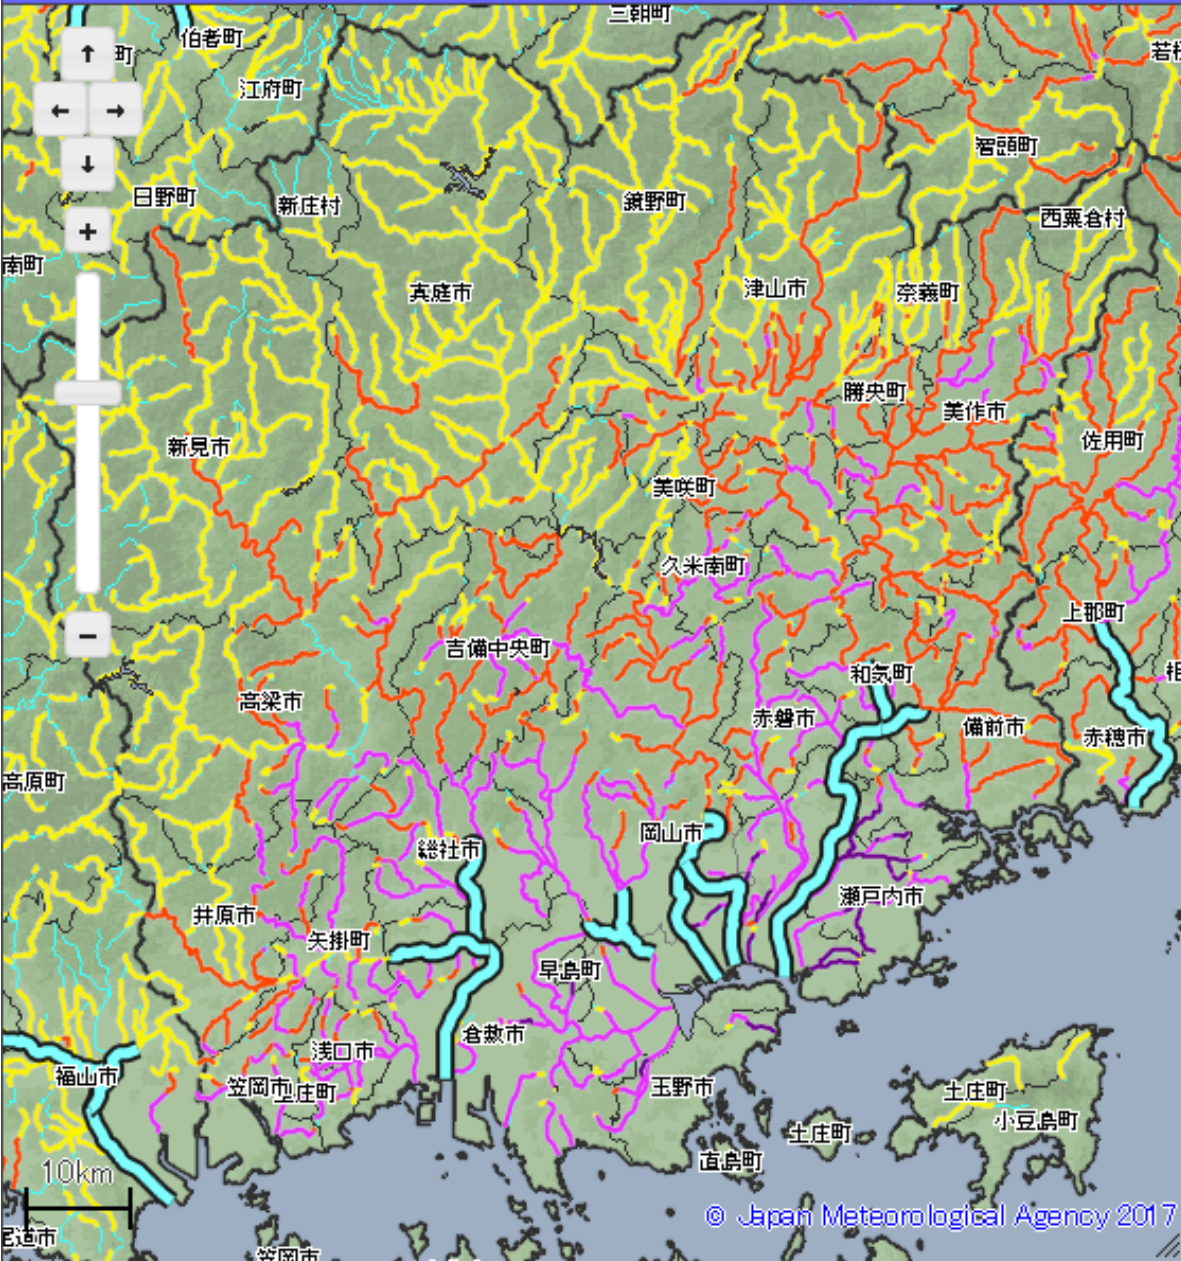 三朝町
伯耆町
町
若桜
江府町
智頭町
日野町
新庄村
鏡野町
西粟倉村
南町
真庭市
津山市
奈義町
勝央町
美作市
新見市
佐用町
美咲町
久米南町
上郡町
吉備中央町
和気町
相
高梁市
赤磐市
備前市
赤穂市
高原町
岡山市
総社市
瀬戸内市
井原市
矢掛町
早島町
倉敷市
浅口市
福山市
笠岡市
里庄町
玉野市
土庄町
小豆島町
土庄町
直島町
10km
© Japan Meteorological Agency 2017
尾道市
笠岡市